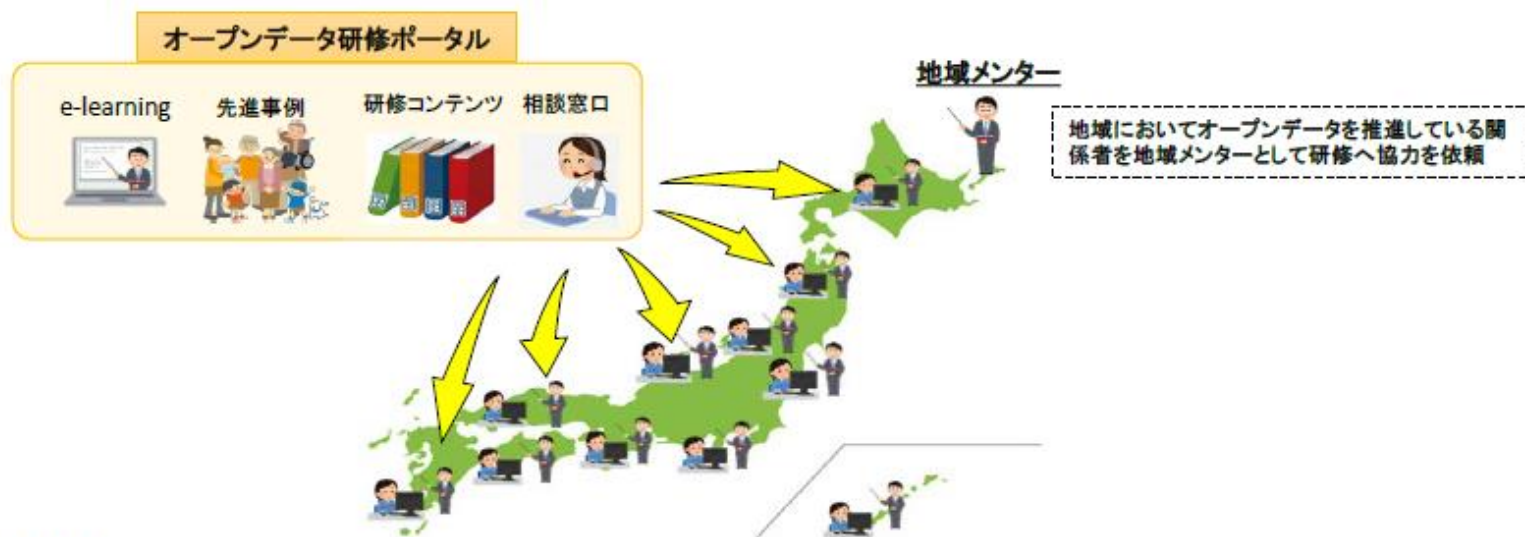 オープンデータ研修ポータル
e-learning
先進事例
研修コンテンツ
相談窓口
地域メンター
地域においてオープンデータを推進している関
係者を地域メンターとして研修へ協力を依頼